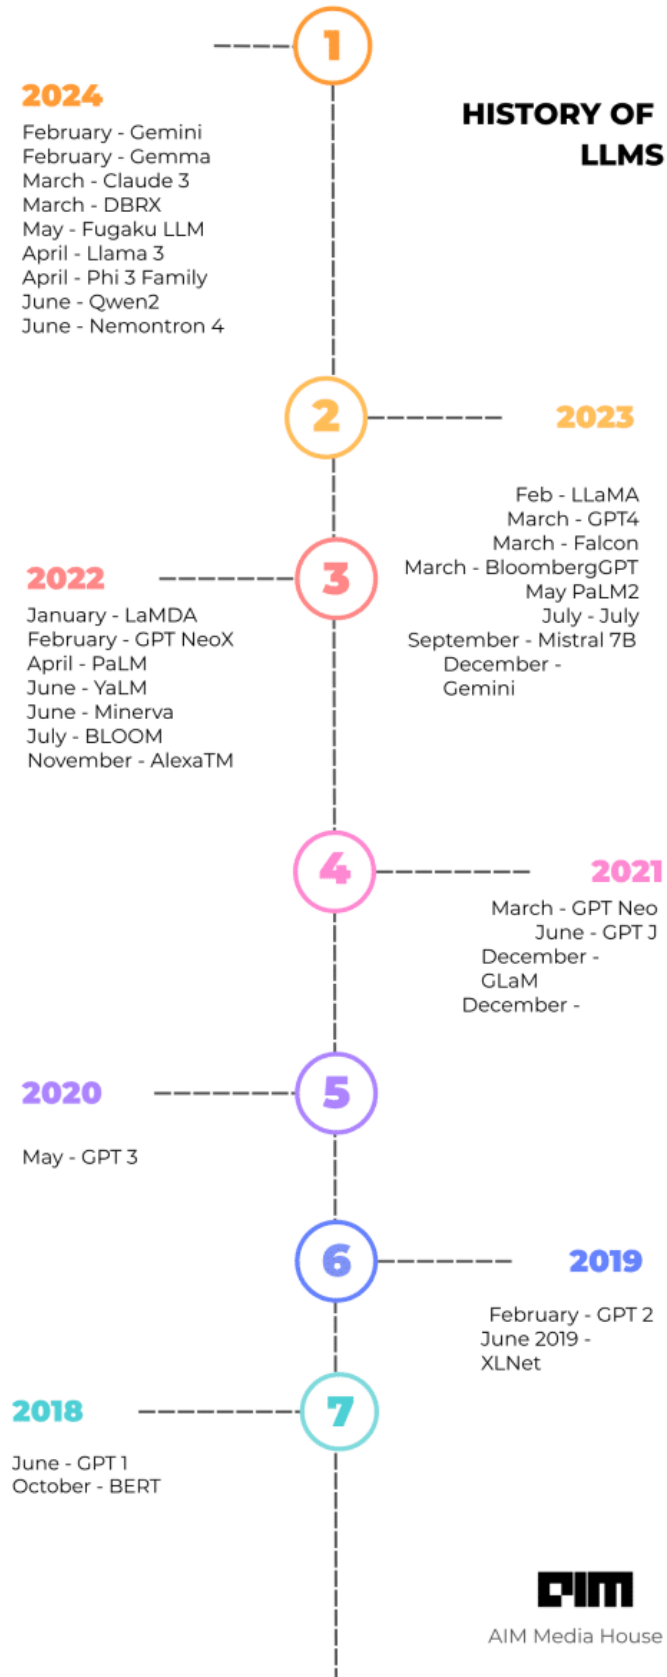 1
2024
HISTORY OF
LLMS
February - Gemini
February - Gemma
March - Claude 3
March - DBRX
May - Fugaku LLM
April - Llama 3
April - Phi 3 Family
June - Qwen2
June - Nemontron 4
2
2023
Feb - LLaMA
March - GPT4
March - Falcon
March - BloombergGPT
May PaLM2
July - July
September - Mistral 7B
December -
Gemini
3
2022
January - LaMDA
February - GPT NeoX
April - PaLM
June - YaLM
June - Minerva
July - BLOOM
November - AlexaTM
4
2021
March - GPT Neo
June - GPT J
December -
GLaM
December -
5
2020
May - GPT 3
6
2019
February - GPT 2
June 2019 -
XLNet
7
2018
June - GPT 1
October - BERT
AIM
AIM Media House